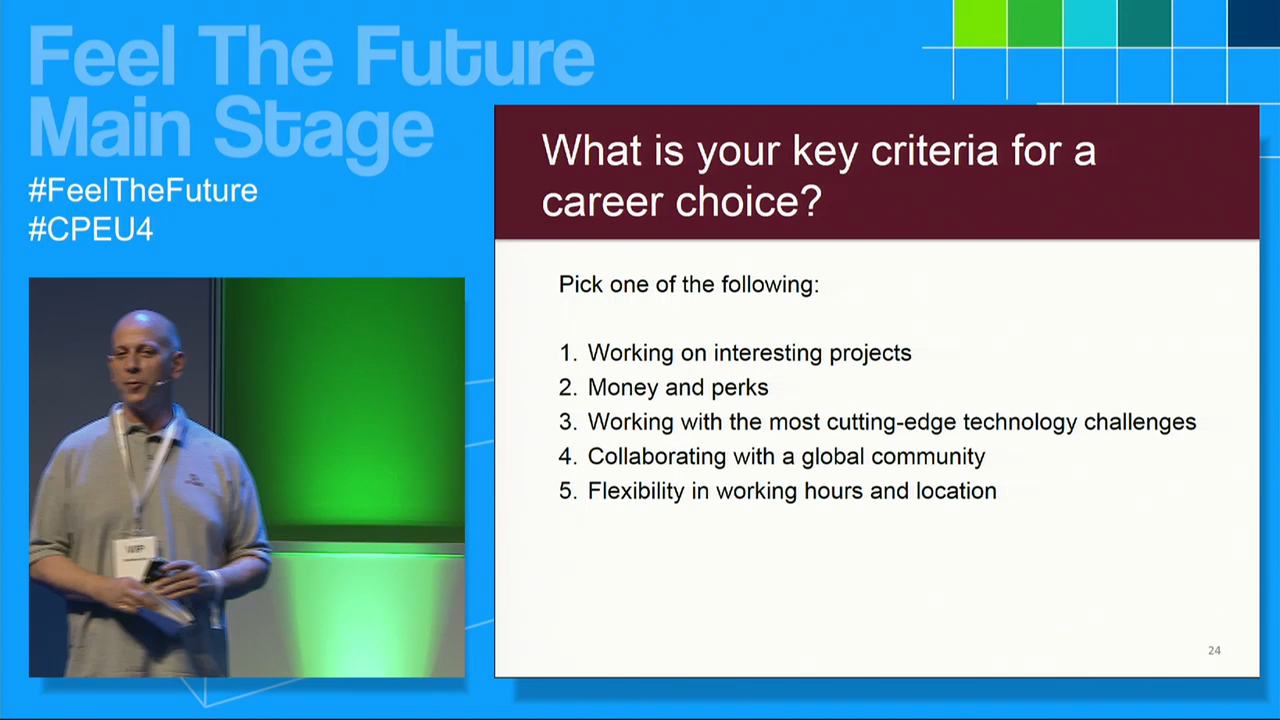 Feel The Future
Main Stage
#FeelTheFuture
#CPEU4
What is your key criteria for a
career choice?
Pick one of the following:
1. Working on interesting projects
2. Money and perks
3. Working with the most cutting-edge technology challenges
4. Collaborating with a global community
5. Flexibility in working hours and location
24